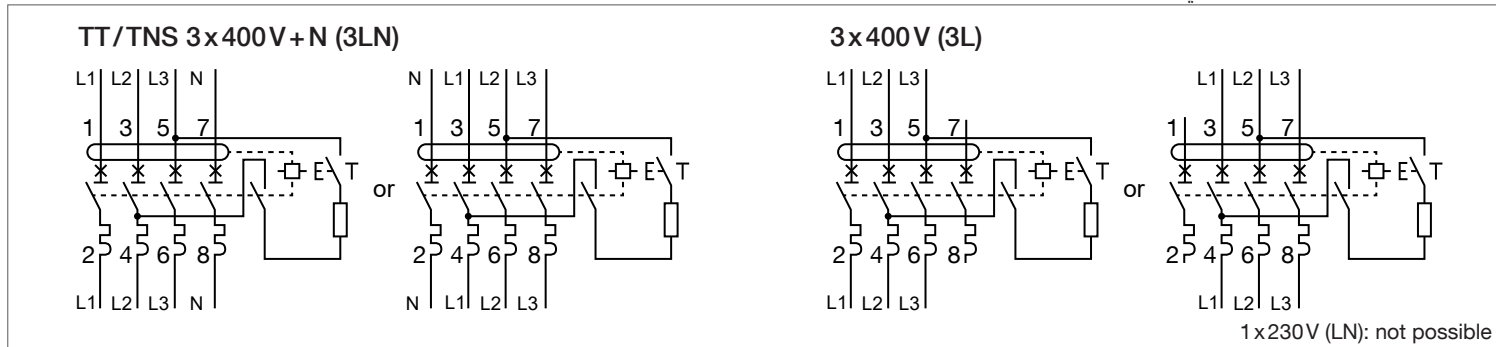 TT/TNS 3x400V+N (3LN)
3x400V (3L)
L1 L2 L3 N
N L1 L2 L3
L1 L2 L3
L1 L2 L3
1 3 5 7
1 3 5 7
1 3 5 7
1 3 5 7
E T
or
E T
E T
or
E T
2 4 6 8
2 4 6 8
2 4 6 8
2 4 6 8
L1 L2 L3 N
N L1 L2 L3
L1 L2 L3
L1 L2 L3
1x230V (LN): not possible